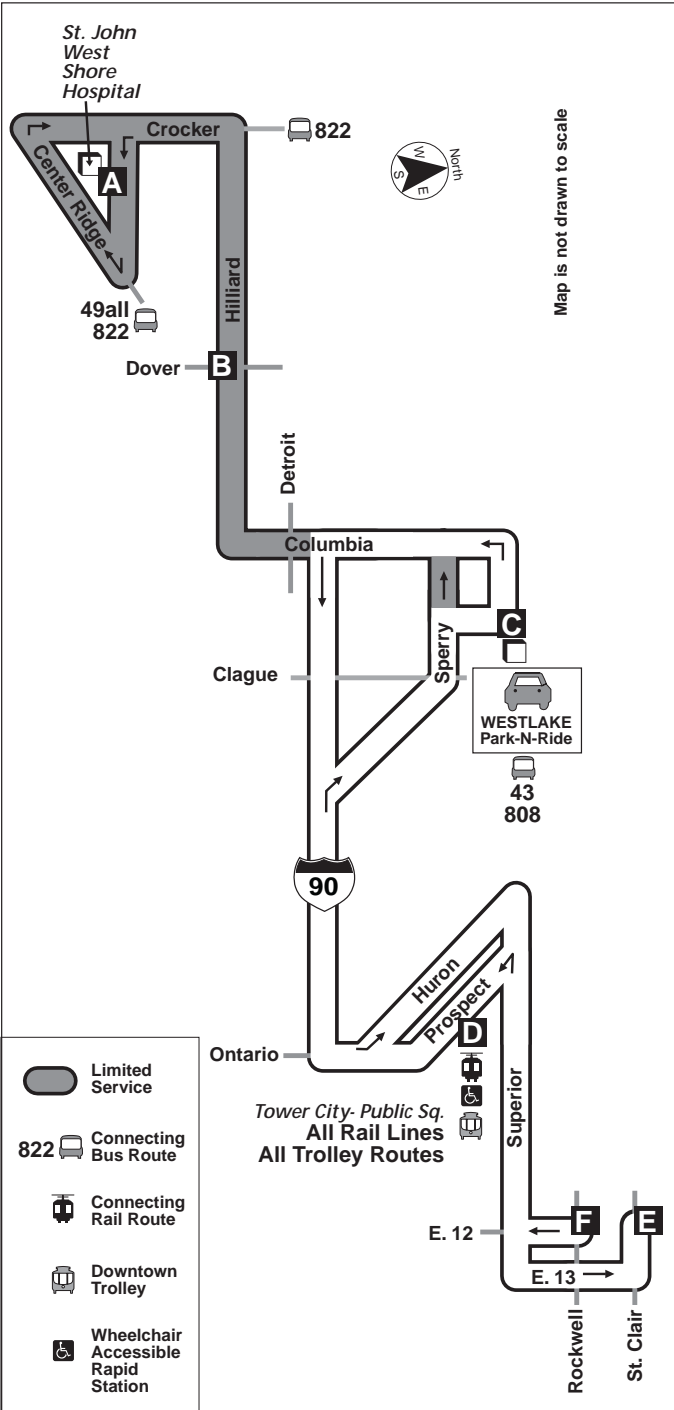 St. John
West
Shore
Hospital
Crocker
822
North
W
S
E
Map is not drawn to scale
A
Center Ridge
49all
822
Hilliard
Dover
B
Detroit
Columbia
C
Clague
Sperry
WESTLAKE
Park-N-Ride
43
808
90
Huron
Prospect
D
Ontario
Tower City- Public Sq.
All Rail Lines
All Trolley Routes
Superior
F
E
E. 12
E. 13
Rockwell
St. Clair
Limited
Service
822
Connecting
Bus Route
Connecting
Rail Route
Downtown
Trolley
Wheelchair
Accessible
Rapid
Station